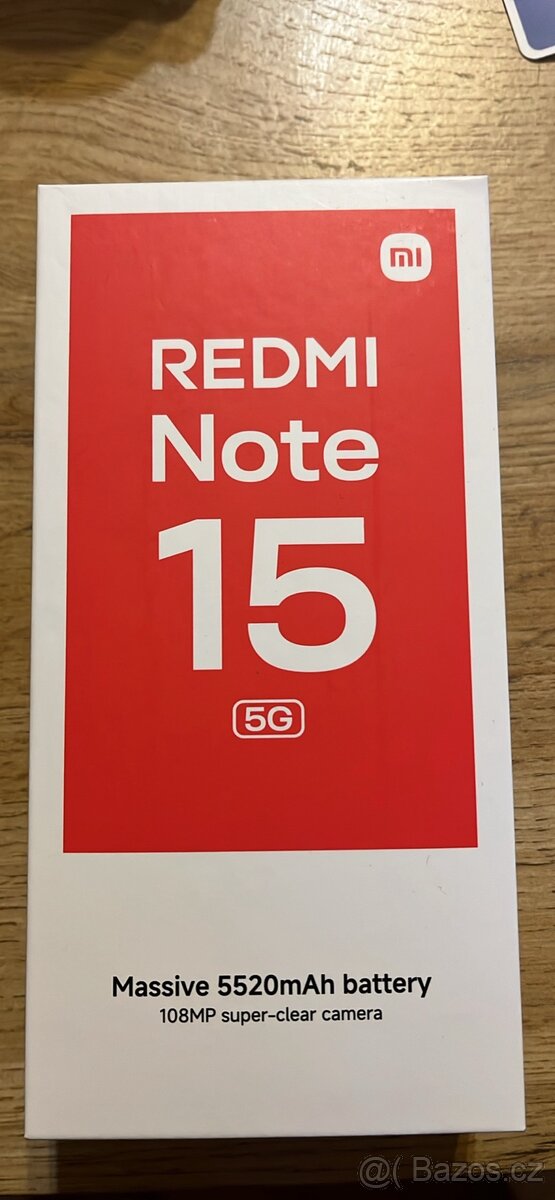 mi
REDMI
Note
15
5G
Massive 5520mAh battery
108MP super-clear camera
@( Bazos.cz